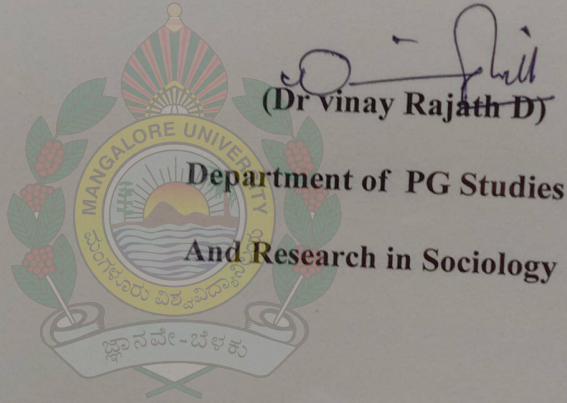 (Dr vinay Rajath D)
Department of PG Studies
And Research in Sociology
MANGALORE UNIVERSITY
ಮಂಗಳೂರು ವಿಶ್ವವಿದ್ಯಾನಿಲಯ
ಜ್ಞಾನವೇ-ಬೆಳಕು